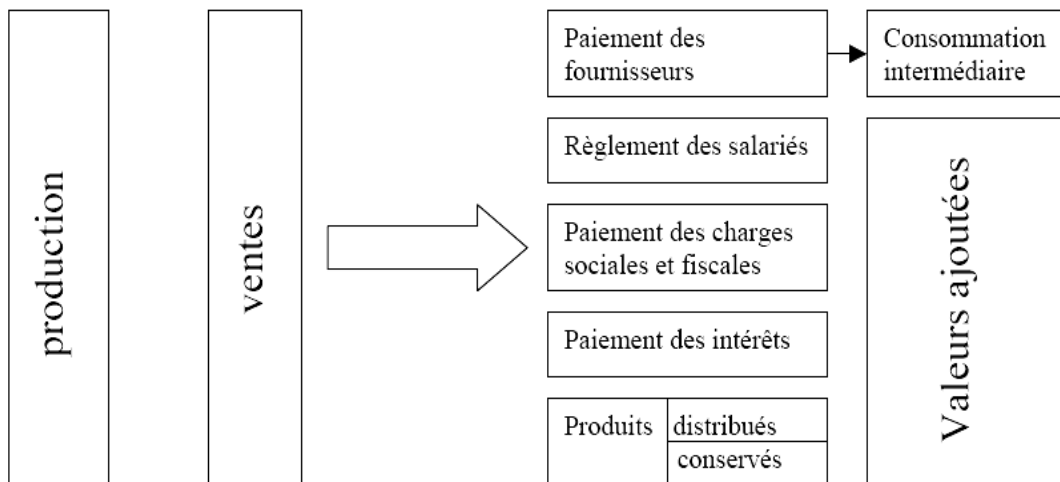 production
ventes
Paiement des
fournisseurs
Consommation
intermédiaire
Règlement des salariés
Paiement des charges
sociales et fiscales
Paiement des intérêts
Produits
distribués
conservés
Valeurs ajoutées